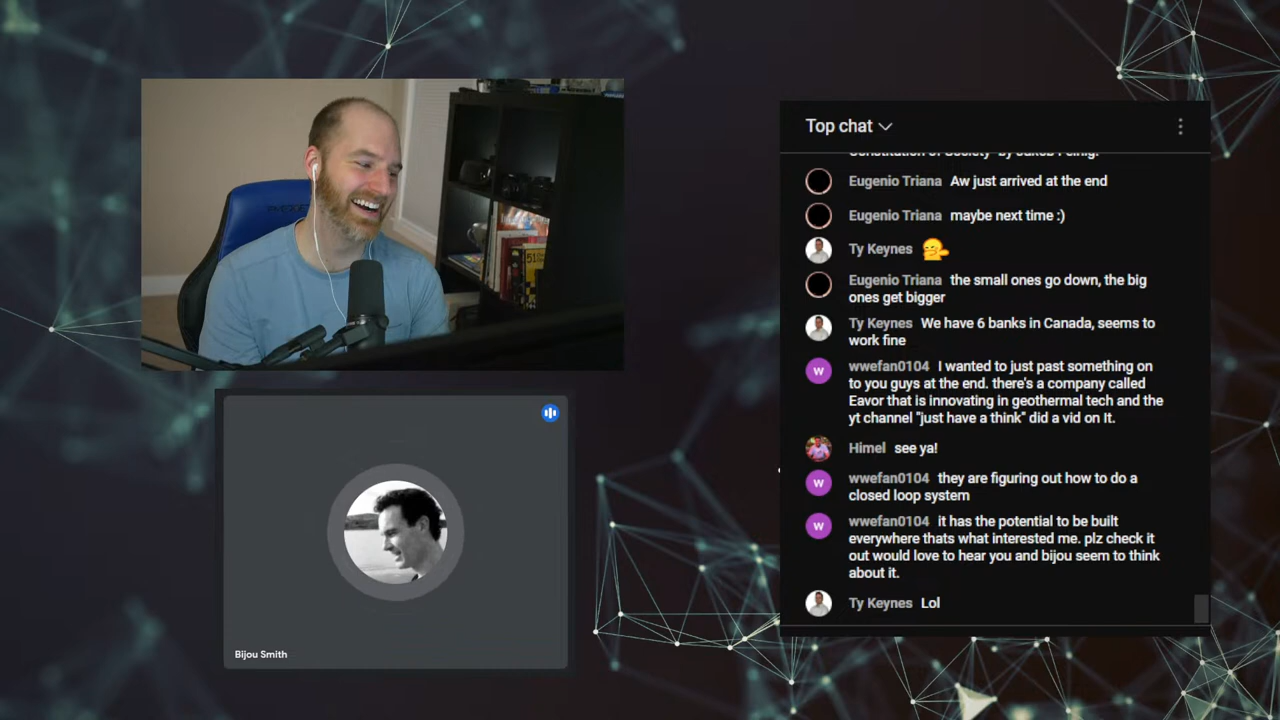 Top chat
Constitution of Society" by
Eugenio Triana Aw just arrived at the end
Eugenio Triana maybe next time :)
Ty Keynes
Eugenio Triana the small ones go down, the big
ones get bigger
Ty Keynes We have 6 banks in Canada, seems to
work fine
W
wwefan0104 I wanted to just past something on
to you guys at the end. there's a company called
Eavor that is innovating in geothermal tech and the
yt channel "just have a think" did a vid on It.
Himel see ya!
W
wwefan0104 they are figuring out how to do a
closed loop system
W
wwefan0104 it has the potential to be built
everywhere thats what interested me. plz check it
out would love to hear you and bijou seem to think
about it.
Ty Keynes Lol
Bijou Smith
51